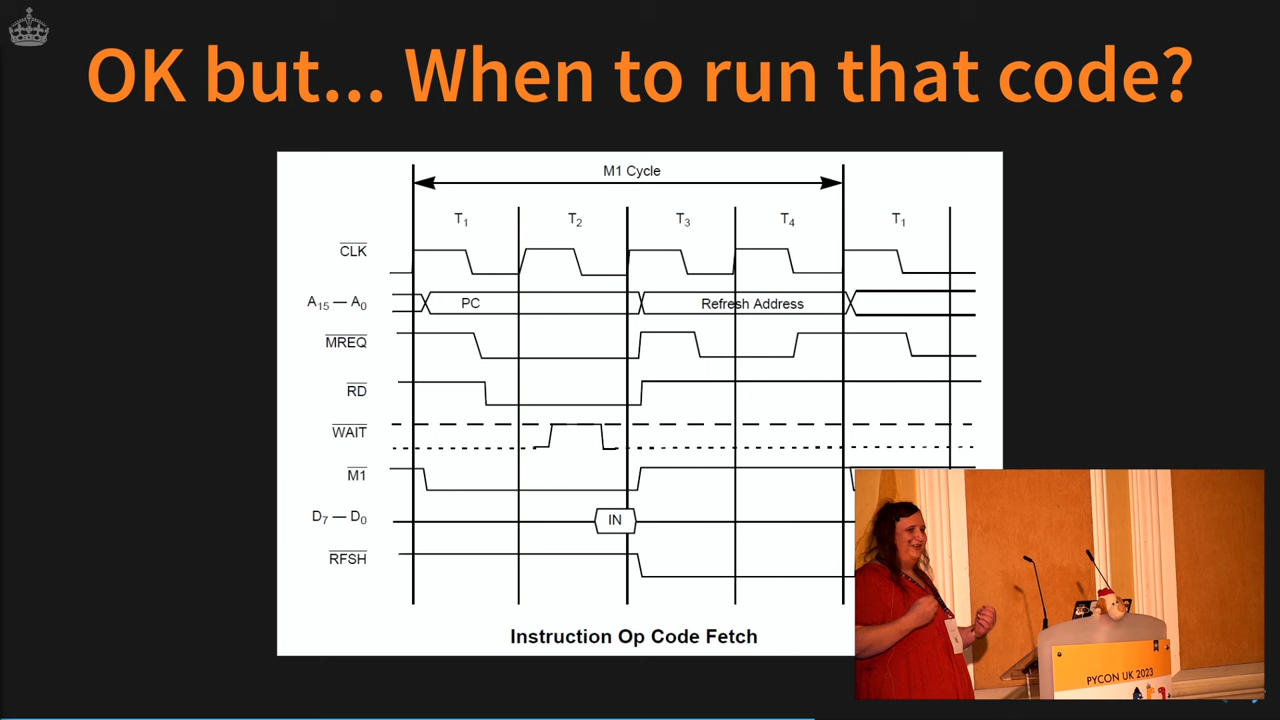 OK but... When to run that code?
M1 Cycle
T1 T2 T3 T4 T1
CLK
A15 — A0 PC Refresh Address
MREQ
RD
WAIT
M1
D7 — D0 IN
RFSH
Instruction Op Code Fetch
PYCON UK 2023